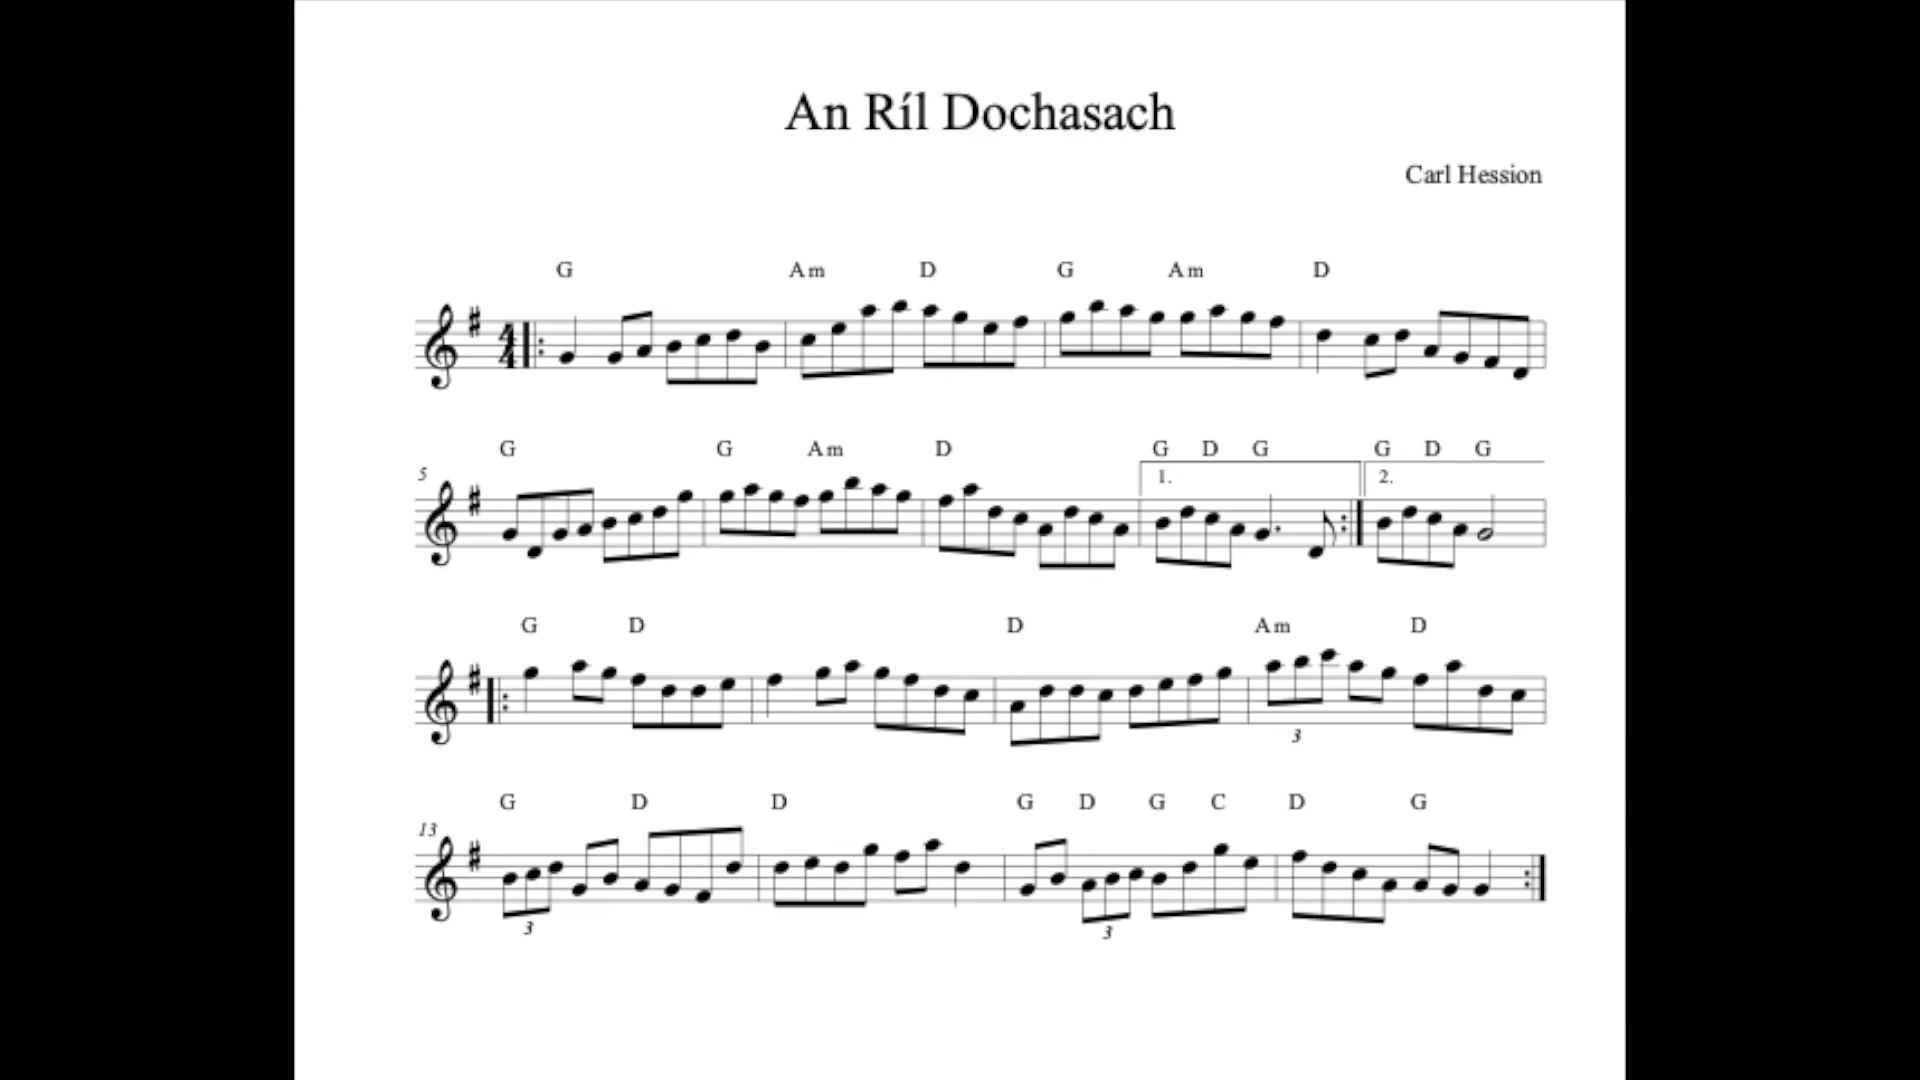 An Ríl Dochasach
Carl Hession
G Am D G Am D
5 G G Am D G D G G D G
1. 2.
G D D Am D
3
13 G D D G D G C D G
3 3